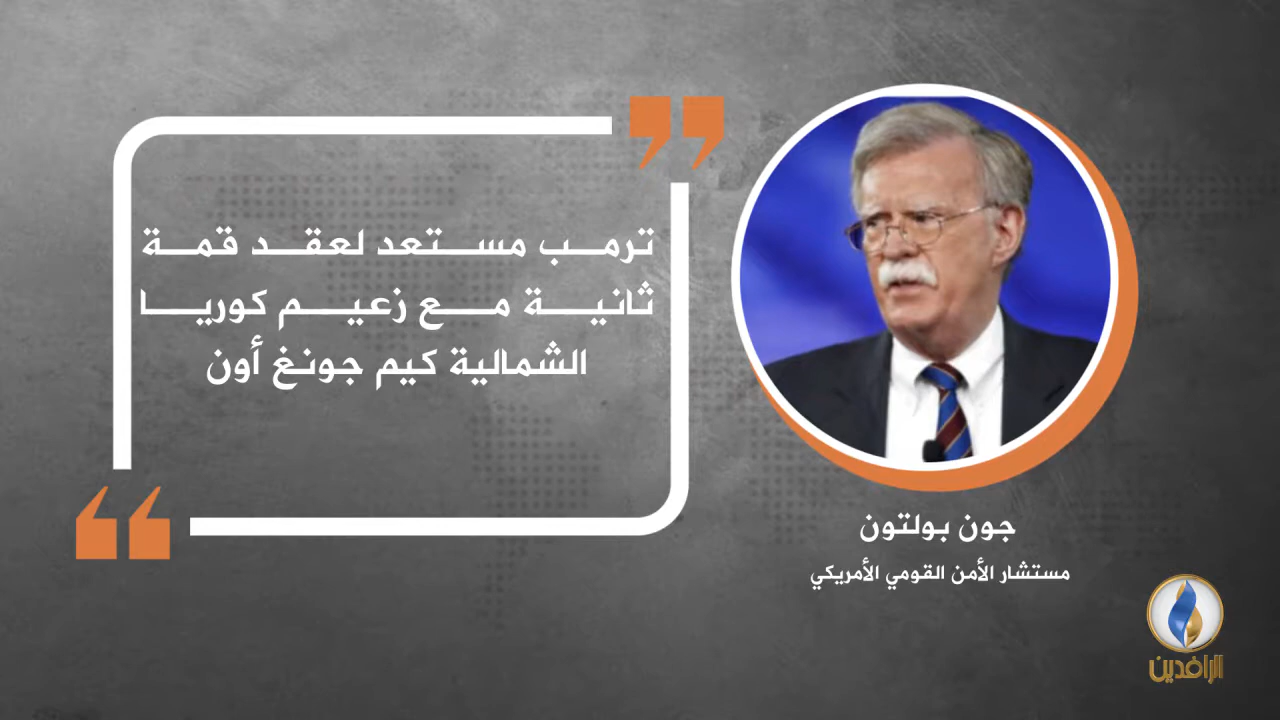 ترمب مستعد لعقد قمة
ثانية مع زعيم كوريا
الشمالية كيم جونغ أون
جون بولتون
مستشار الأمن القومي الأمريكي
الرافدين